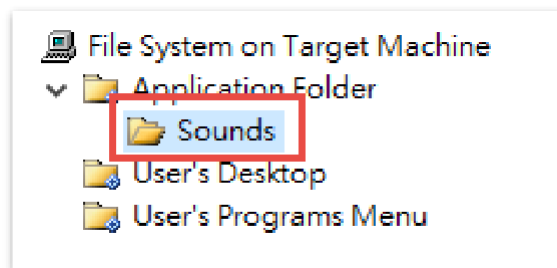 File System on Target Machine
Application Folder
Sounds
User's Desktop
User's Programs Menu